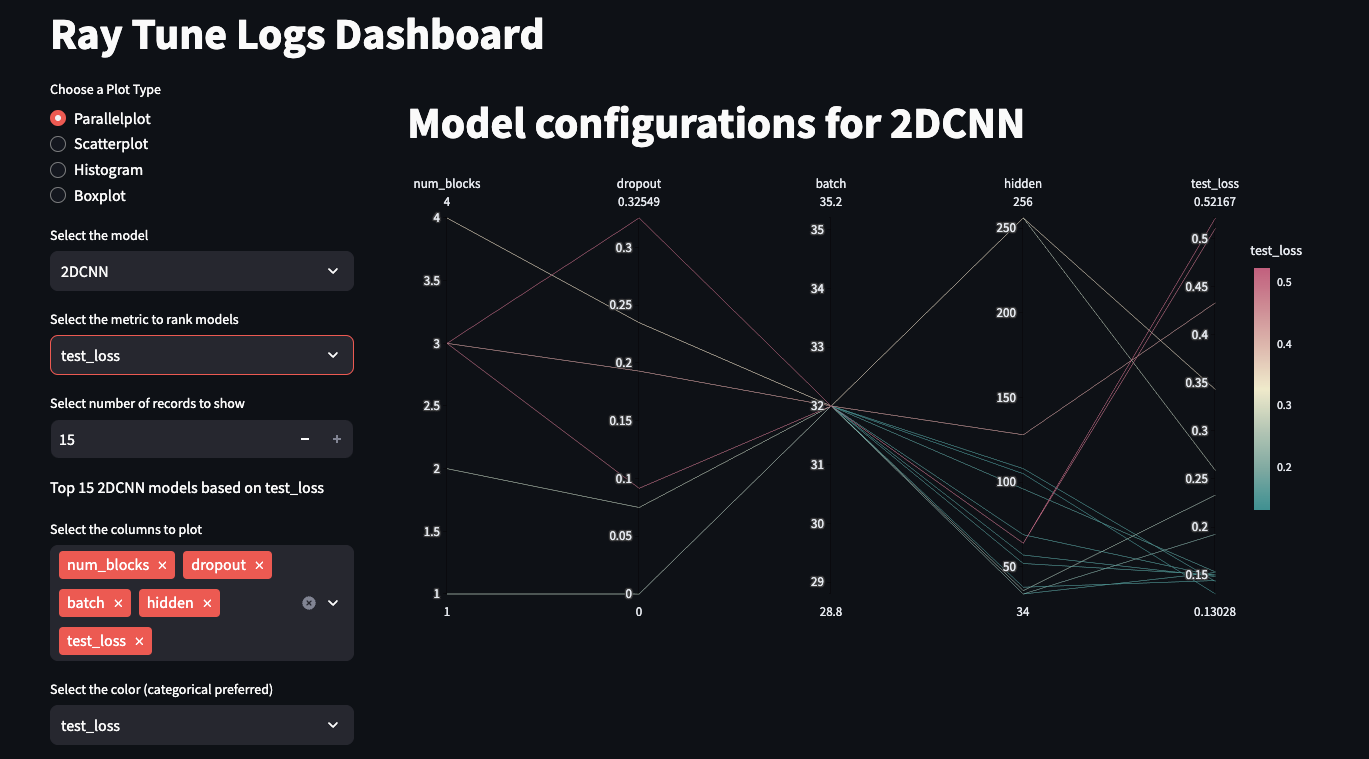 Ray Tune Logs Dashboard
Choose a Plot Type
Parallelplot
Scatterplot
Histogram
Boxplot
Select the model
2DCNN
Select the metric to rank models
test_loss
Select number of records to show
15
Top 15 2DCNN models based on test_loss
Select the columns to plot
num_blocks × dropout ×
batch × hidden ×
test_loss ×
Select the color (categorical preferred)
test_loss
Model configurations for 2DCNN
num_blocks
4
4
3.5
3
2.5
2
1.5
1
1
dropout
0.32549
0.3
0.25
0.2
0.15
0.1
0.05
0
0
batch
35.2
35
34
33
32
31
30
29
28.8
hidden
256
250
200
150
100
50
34
test_loss
0.52167
0.5
0.45
0.4
0.35
0.3
0.25
0.2
0.15
0.13028
test_loss
0.5
0.4
0.3
0.2